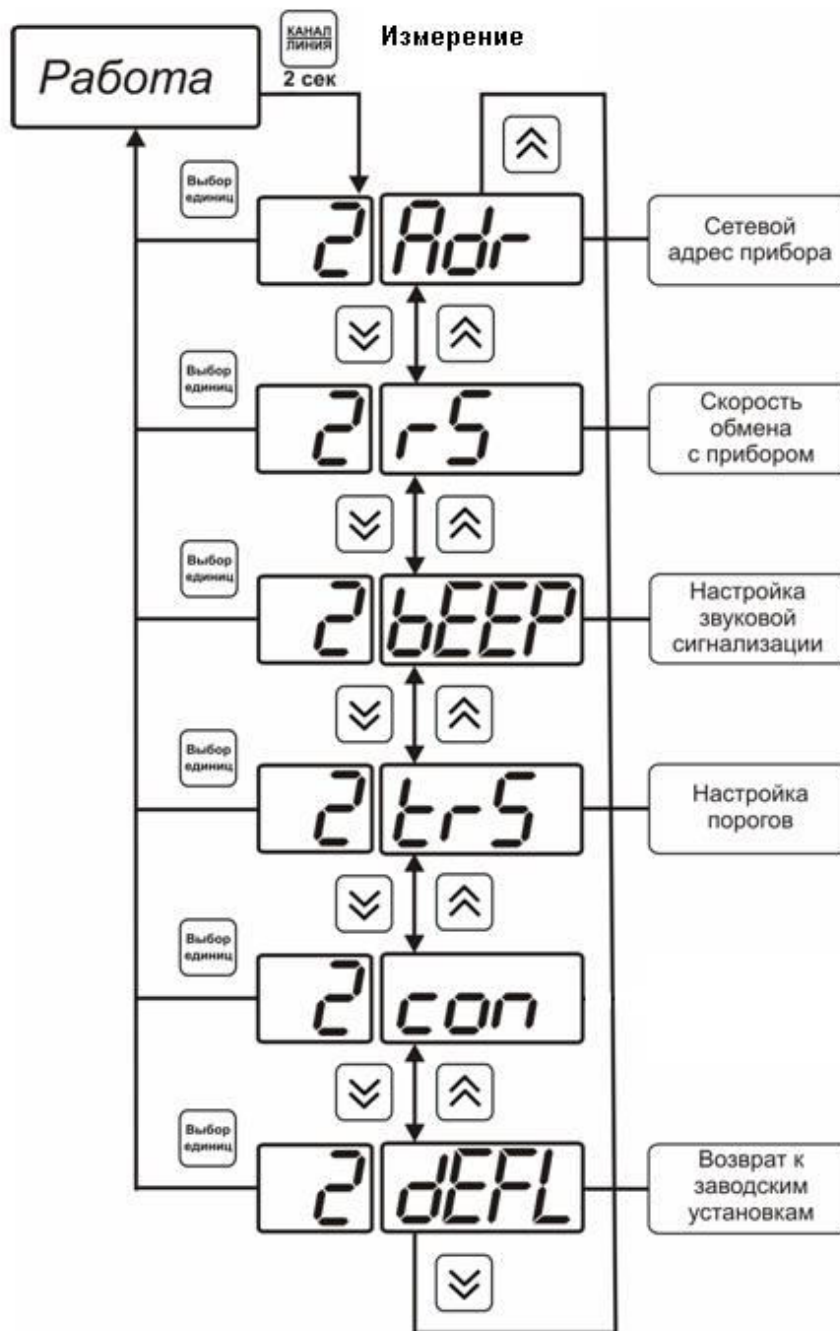 КАНАЛ
ЛИНИЯ
Измерение
Работа
2 сек
Выбор
единиц
2 Adr
Сетевой
адрес прибора
Выбор
единиц
2 rS
Скорость
обмена
с прибором
Выбор
единиц
2 bEEP
Настройка
звуковой
сигнализации
Выбор
единиц
2 trS
Настройка
порогов
Выбор
единиц
2 con
Выбор
единиц
2 dEFL
Возврат к
заводским
установкам